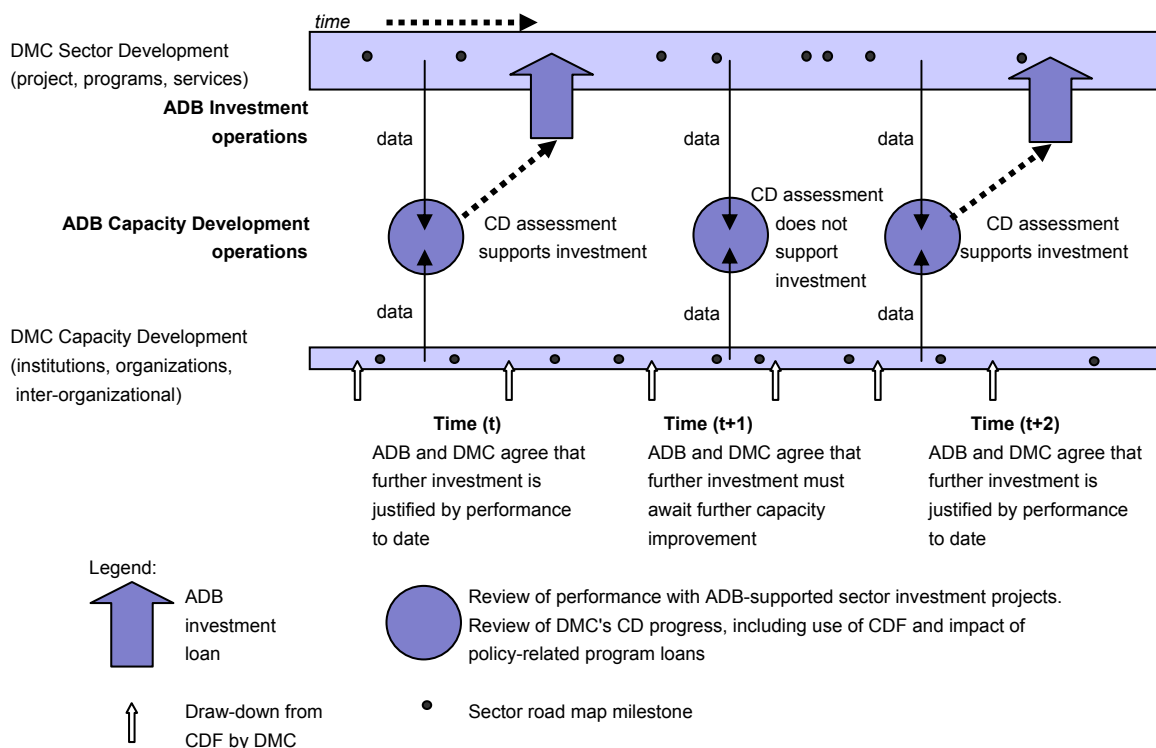 time
DMC Sector Development
(project, programs, services)
ADB Investment
operations
data
data
data
ADB Capacity Development
operations
CD assessment
supports investment
CD assessment
does not
support
investment
CD assessment
supports investment
data
data
data
DMC Capacity Development
(institutions, organizations,
inter-organizational)
Time (t)
ADB and DMC agree that
further investment is
justified by performance
to date
Time (t+1)
ADB and DMC agree that
further investment must
await further capacity
improvement
Time (t+2)
ADB and DMC agree that
further investment is
justified by performance
to date
Legend:
ADB
investment
loan
Review of performance with ADB-supported sector investment projects.
Review of DMC's CD progress, including use of CDF and impact of
policy-related program loans
Draw-down from
CDF by DMC
Sector road map milestone